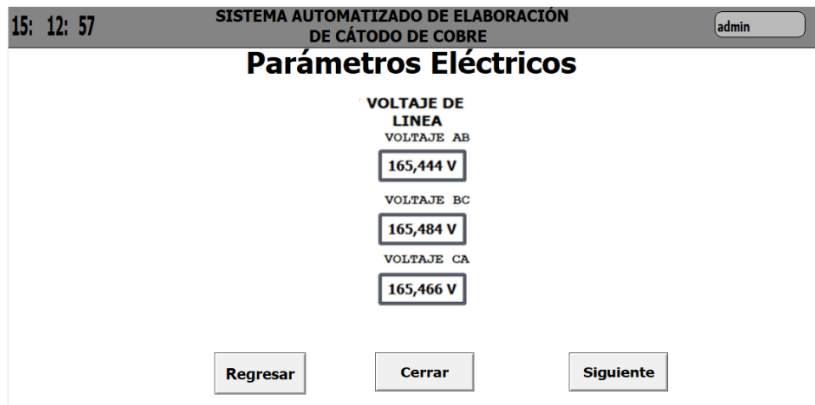 15: 12: 57
SISTEMA AUTOMATIZADO DE ELABORACIÓN
DE CÁTODO DE COBRE
admin
Parámetros Eléctricos
VOLTAJE DE
LINEA
VOLTAJE AB
165,444 V
VOLTAJE BC
165,484 V
VOLTAJE CA
165,466 V
Regresar
Cerrar
Siguiente